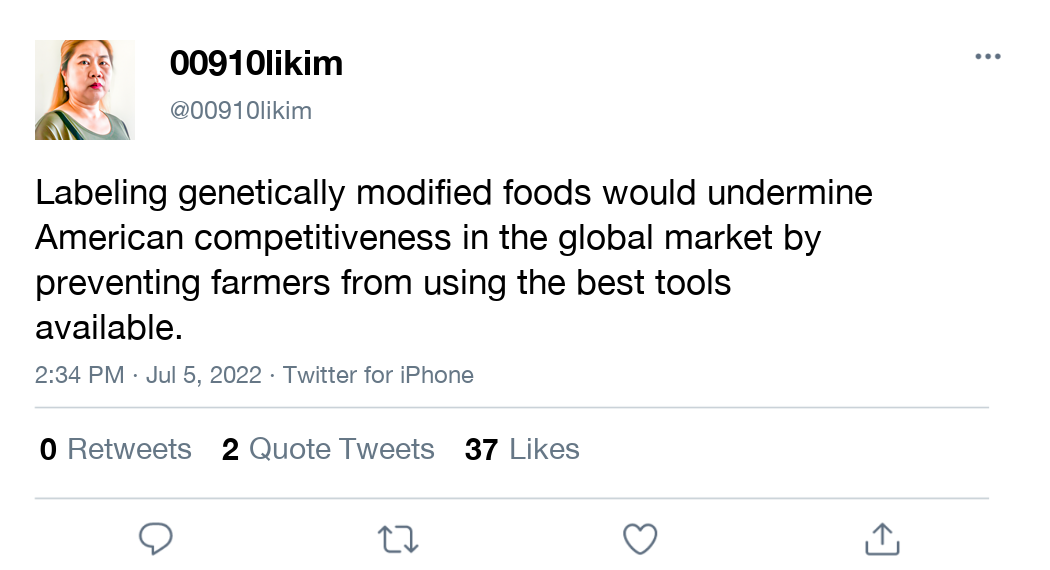 00910likim
@00910likim
Labeling genetically modified foods would undermine
American competitiveness in the global market by
preventing farmers from using the best tools
available.
2:34 PM · Jul 5, 2022 · Twitter for iPhone
0 Retweets 2 Quote Tweets 37 Likes